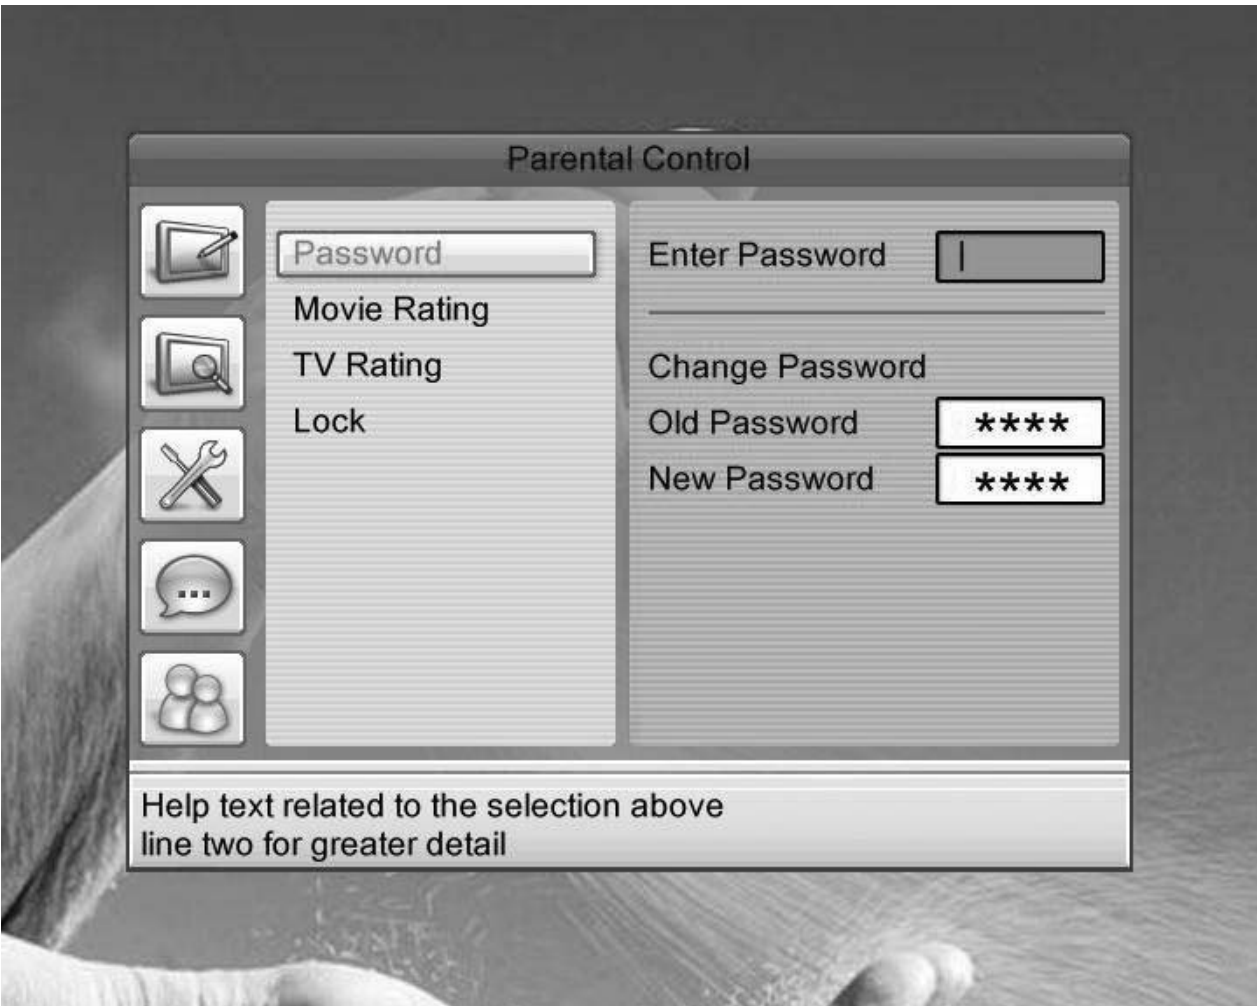 Parental Control
Password
Movie Rating
TV Rating
Lock
Enter Password
Change Password
Old Password ****
New Password ****
Help text related to the selection above
line two for greater detail